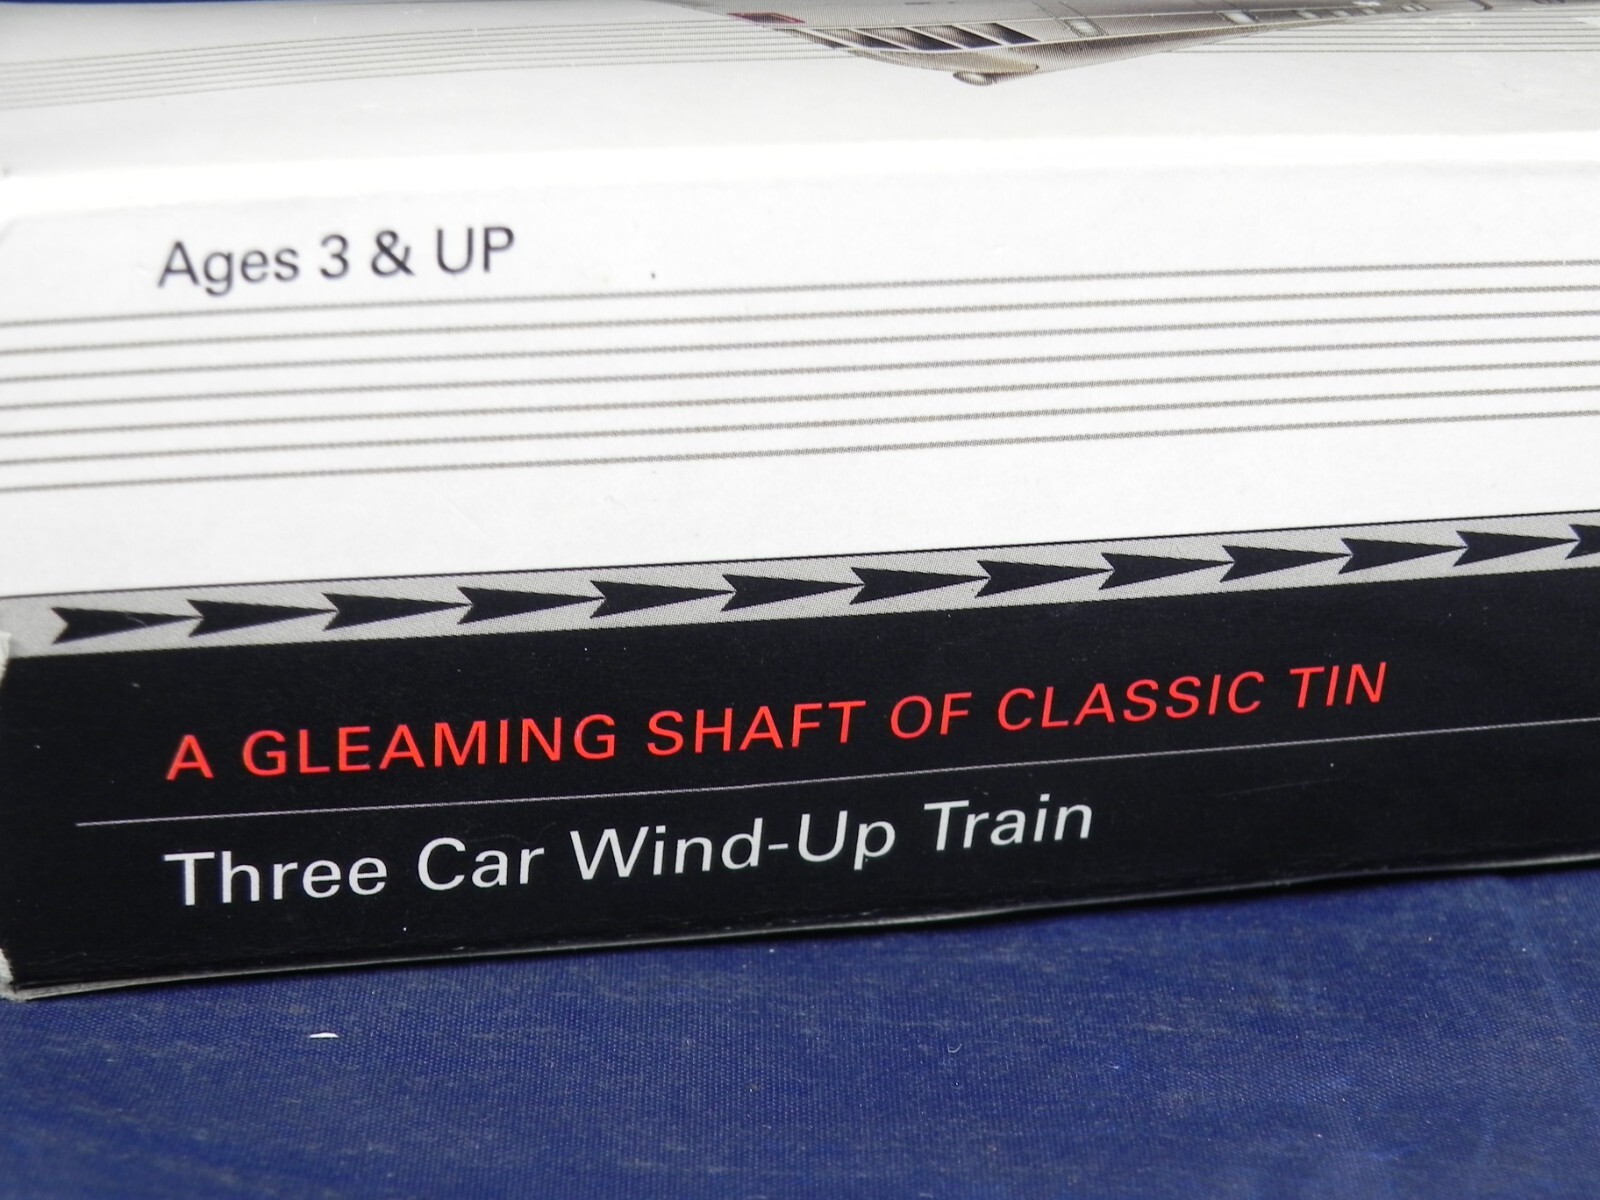 Ages 3 & UP
A GLEAMING SHAFT OF CLASSIC TIN
Three Car Wind-Up Train